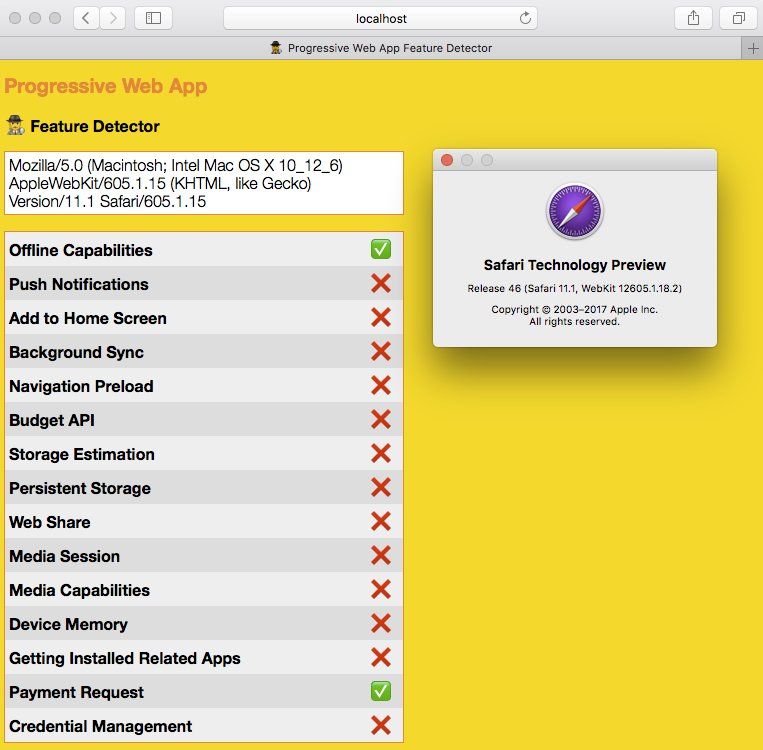 localhost
Progressive Web App Feature Detector
Progressive Web App
Feature Detector
Mozilla/5.0 (Macintosh; Intel Mac OS X 10_12_6)
AppleWebKit/605.1.15 (KHTML, like Gecko)
Version/11.1 Safari/605.1.15
Offline Capabilities
Push Notifications
Add to Home Screen
Background Sync
Navigation Preload
Budget API
Storage Estimation
Persistent Storage
Web Share
Media Session
Media Capabilities
Device Memory
Getting Installed Related Apps
Payment Request
Credential Management
Safari Technology Preview
Release 46 (Safari 11.1, WebKit 12605.1.18.2)
Copyright © 2003–2017 Apple Inc.
All rights reserved.